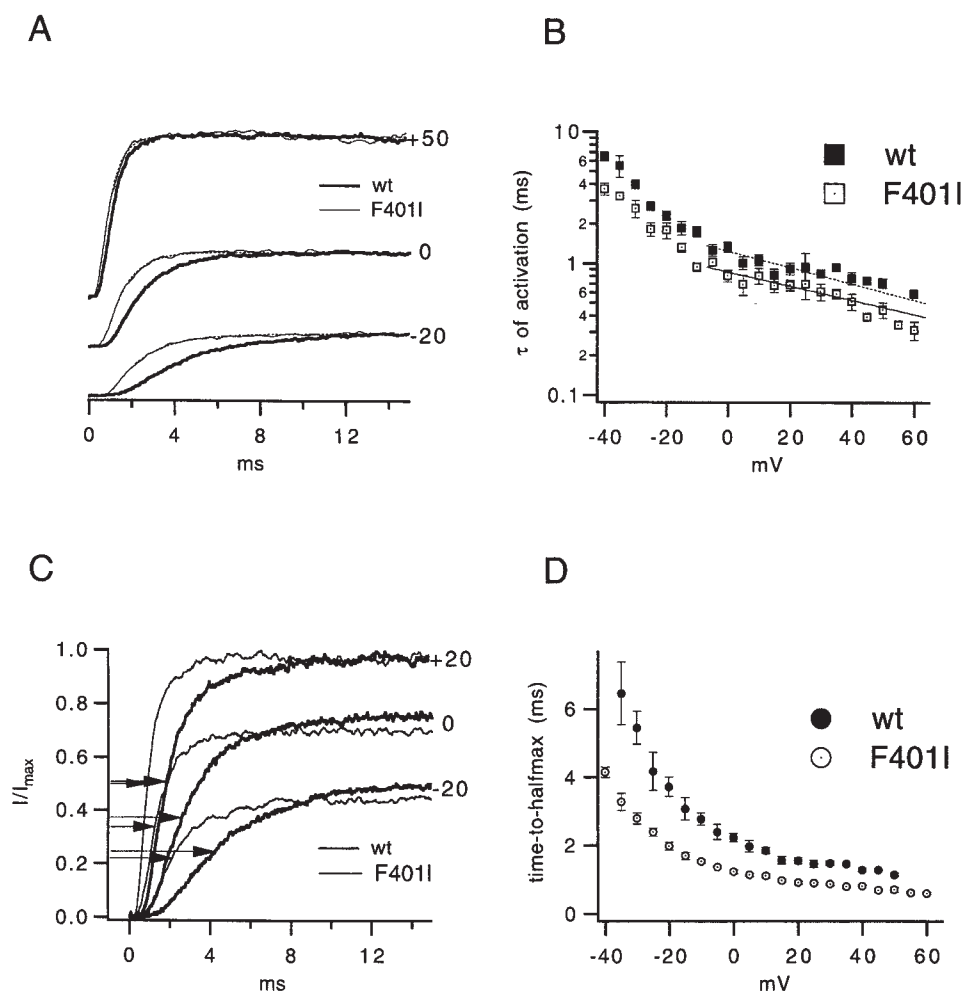 A
+50
wt
F401I
0
-20
0 4 8 12
ms
B
10
6
4
2
1
6
4
2
0.1
τ of activation (ms)
wt
F401I
-40 -20 0 20 40 60
mV
C
1.0
0.8
0.6
0.4
0.2
0.0
I/Imax
+20
0
-20
wt
F401I
0 4 8 12
ms
D
6
4
2
0
time-to-halfmax (ms)
wt
F401I
-40 -20 0 20 40 60
mV